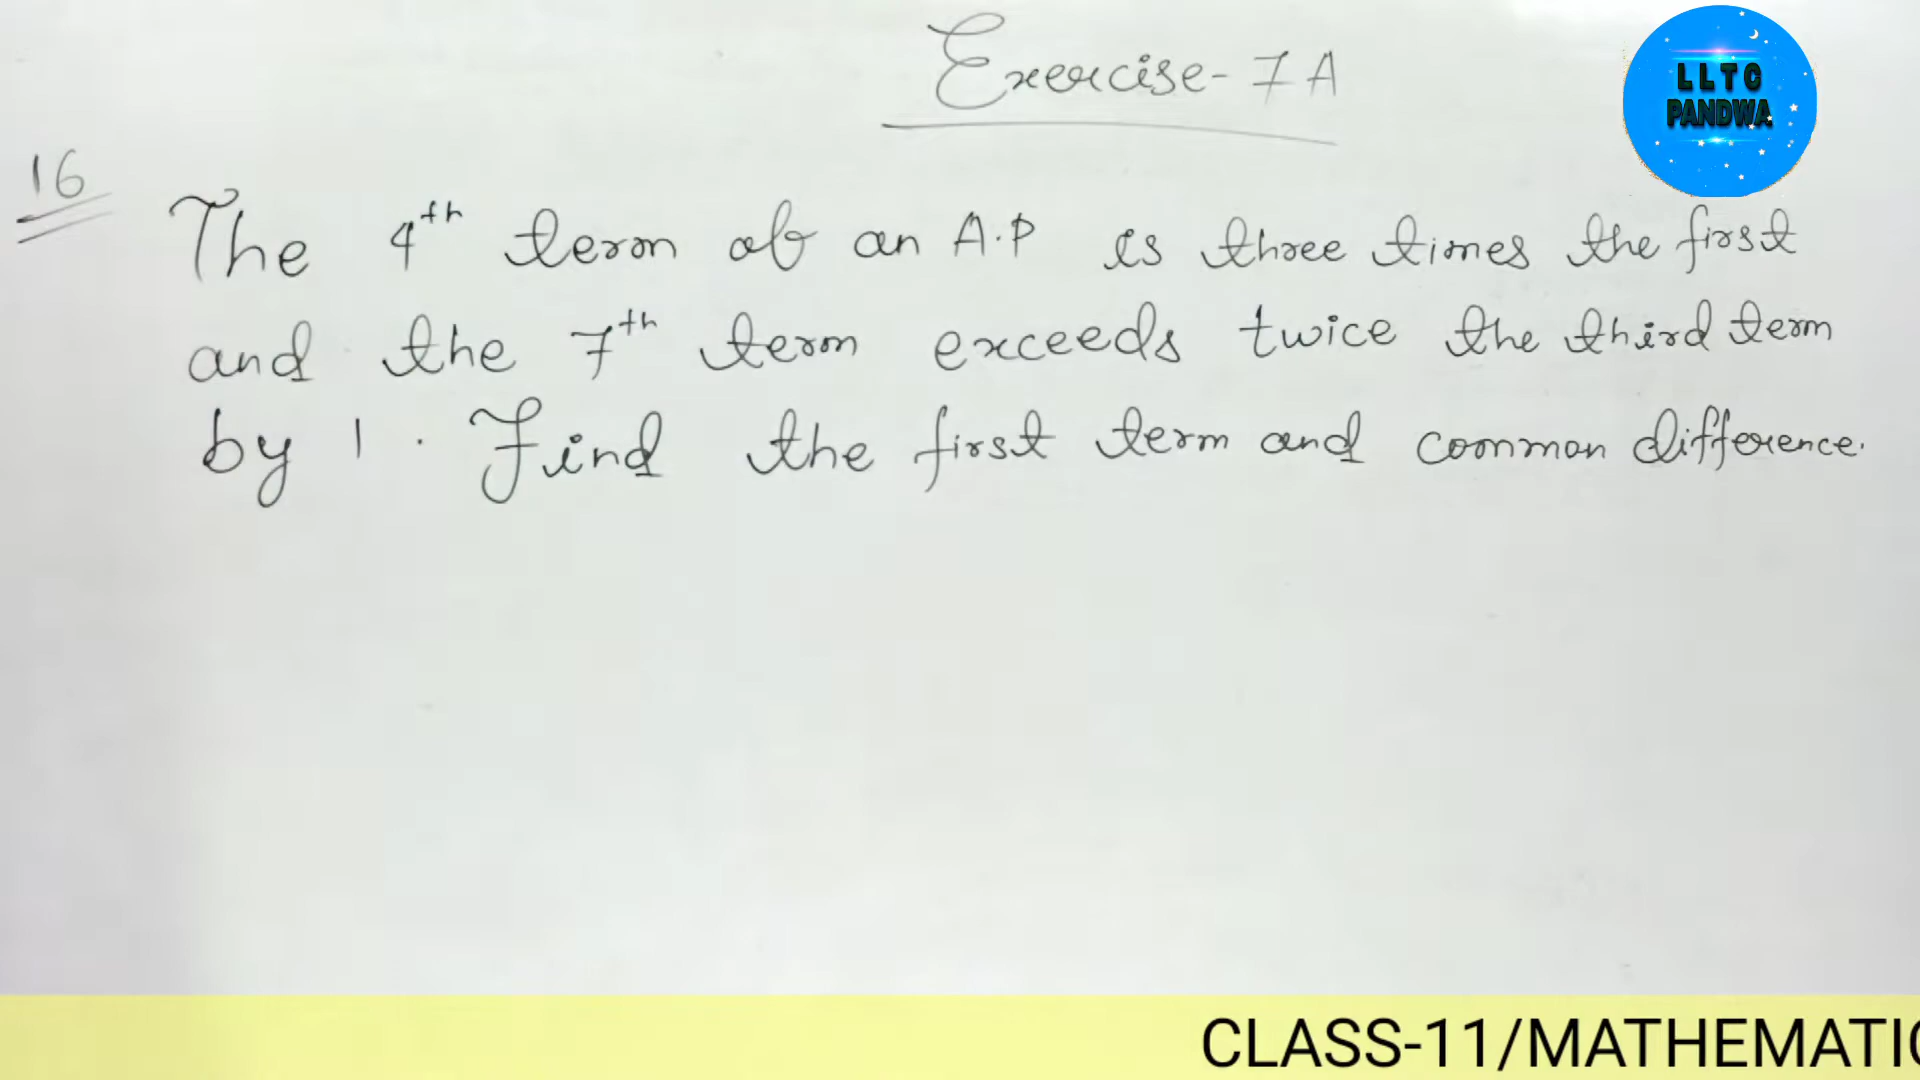 Exercise-7A
LLTC
PANDWA
16
The 4th term of an A.P is three times the first
and the 7th term exceeds twice the third term
by 1. Find the first term and common difference.
CLASS-11/MATHEMATIC